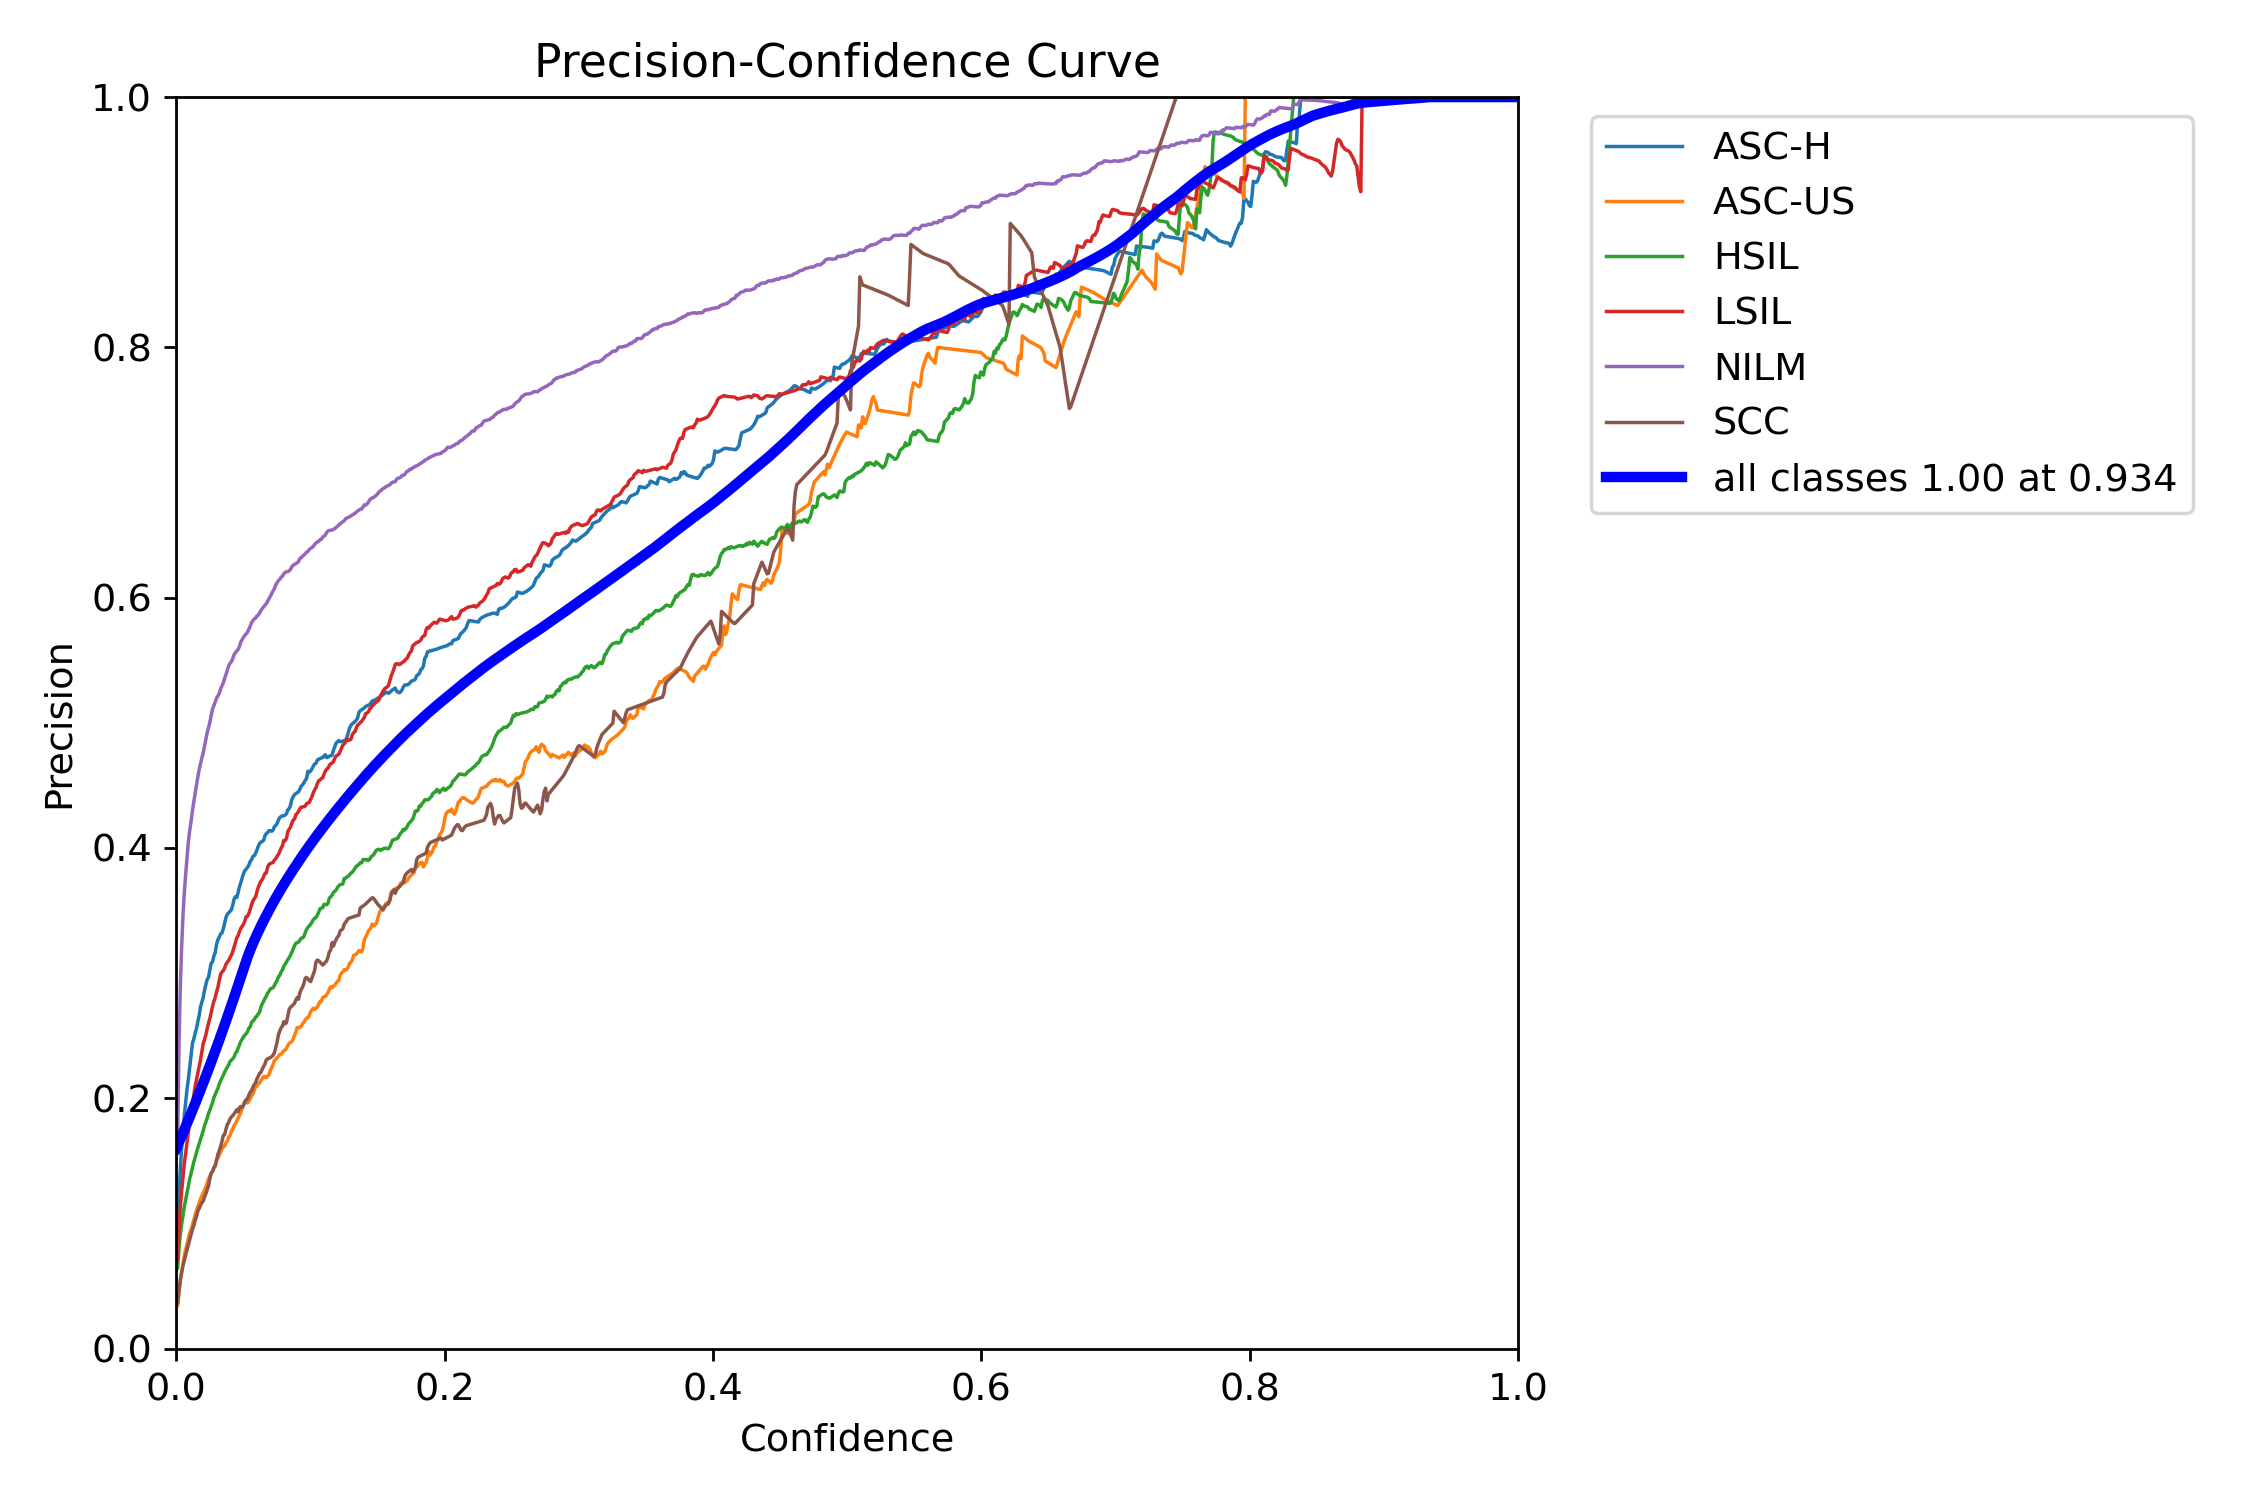 Precision-Confidence Curve
1.0
0.8
0.6
0.4
0.2
0.0
Precision
0.0 0.2 0.4 0.6 0.8 1.0
Confidence
ASC-H
ASC-US
HSIL
LSIL
NILM
SCC
all classes 1.00 at 0.934